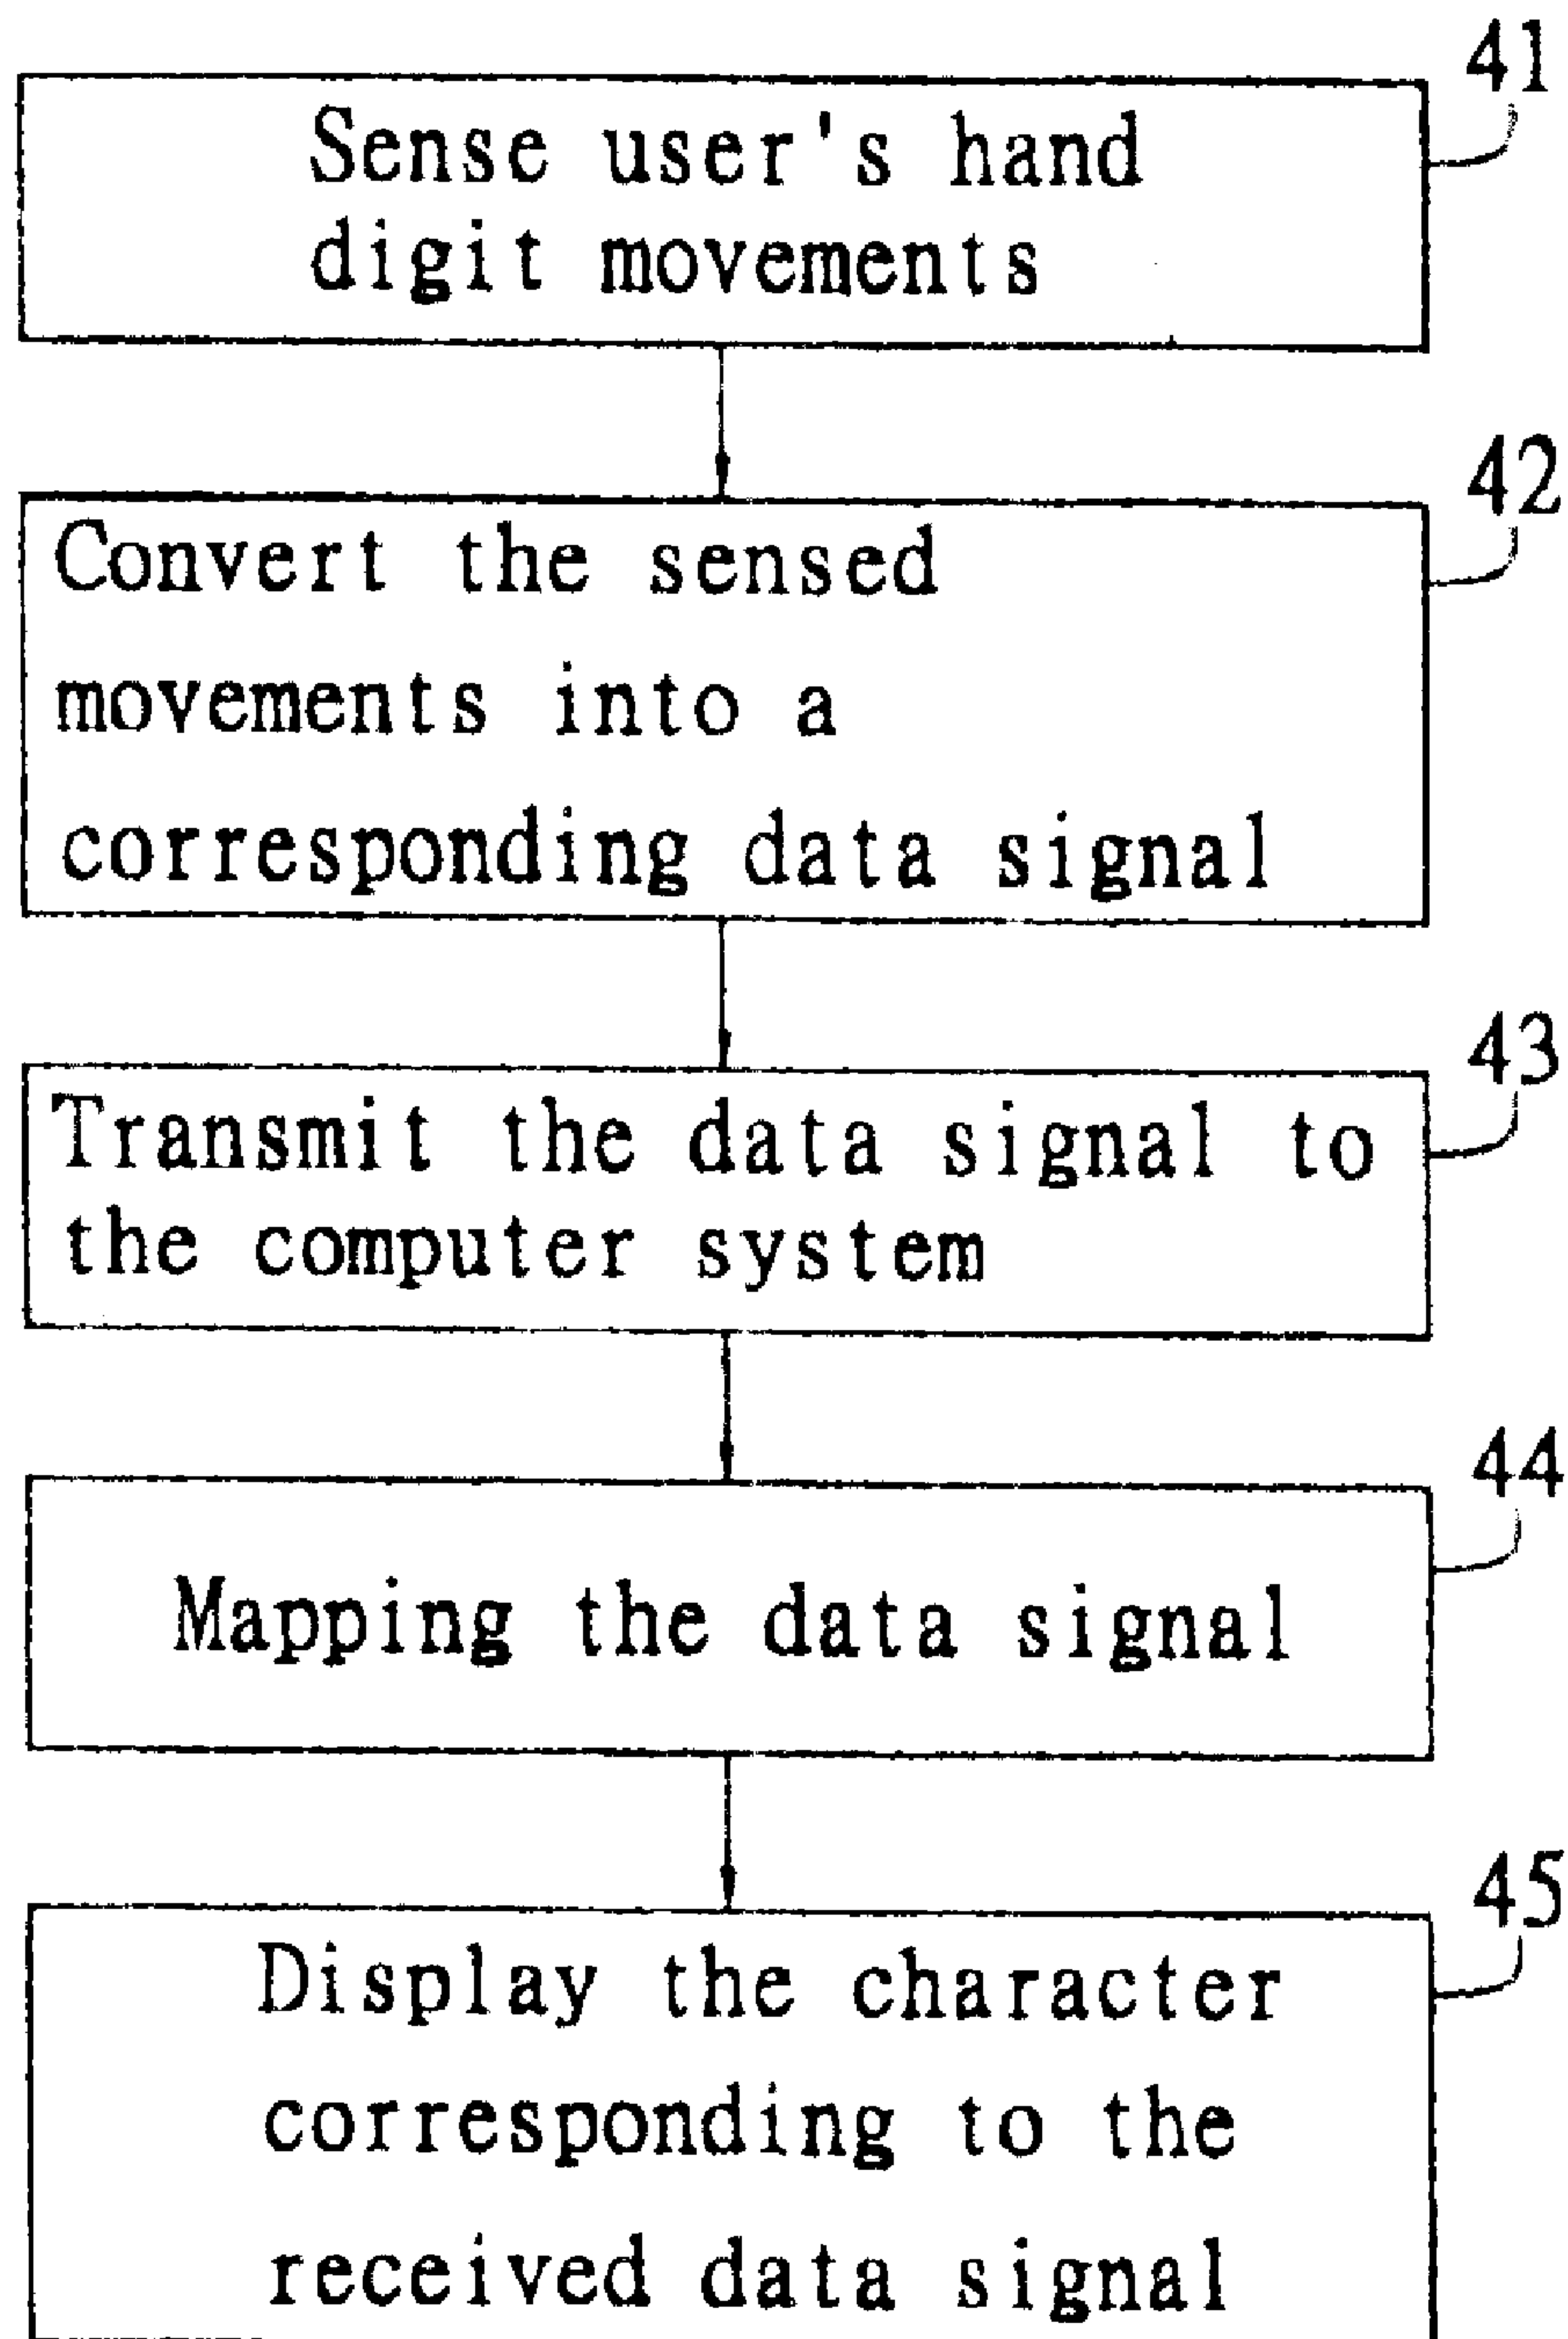 41
Sense user's hand
digit movements
42
Convert the sensed
movements into a
corresponding data signal
43
Transmit the data signal to
the computer system
44
Mapping the data signal
45
Display the character
corresponding to the
received data signal